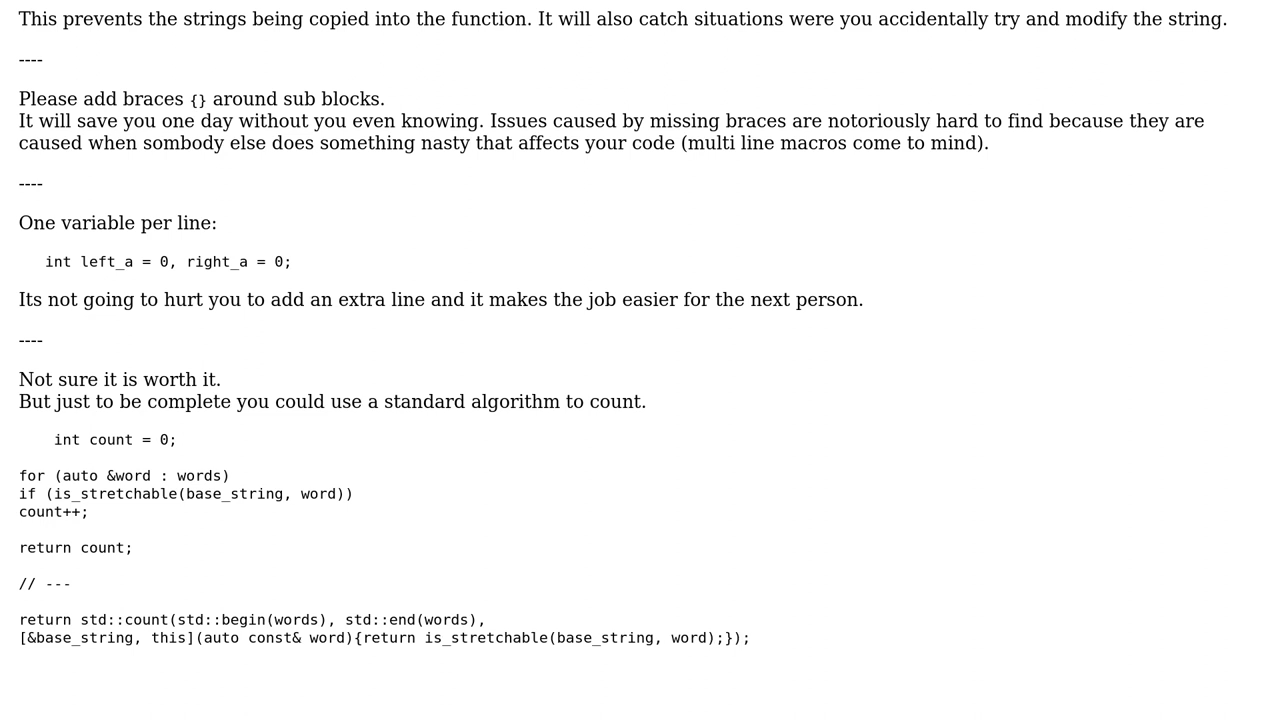 This prevents the strings being copied into the function. It will also catch situations were you accidentally try and modify the string.
----
Please add braces {} around sub blocks.
It will save you one day without you even knowing. Issues caused by missing braces are notoriously hard to find because they are
caused when sombody else does something nasty that affects your code (multi line macros come to mind).
----
One variable per line:
int left_a = 0, right_a = 0;
Its not going to hurt you to add an extra line and it makes the job easier for the next person.
----
Not sure it is worth it.
But just to be complete you could use a standard algorithm to count.
int count = 0;
for (auto &word : words)
if (is_stretchable(base_string, word))
count++;
return count;
// ---
return std::count(std::begin(words), std::end(words),
[&base_string, this](auto const& word){return is_stretchable(base_string, word);});